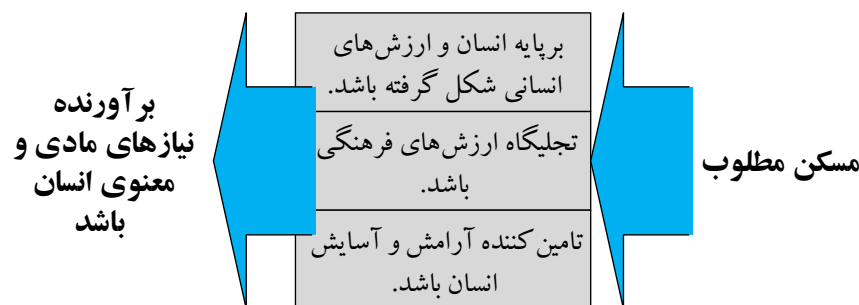 مسکن مطلوب
برپایه انسان و ارزش‌های
انسانی شکل گرفته باشد.
تجلیگاه ارزش‌های فرهنگی
باشد.
تامین کننده آرامش و آسایش
انسان باشد.
برآورنده
نیازهای مادی و
معنوی انسان
باشد